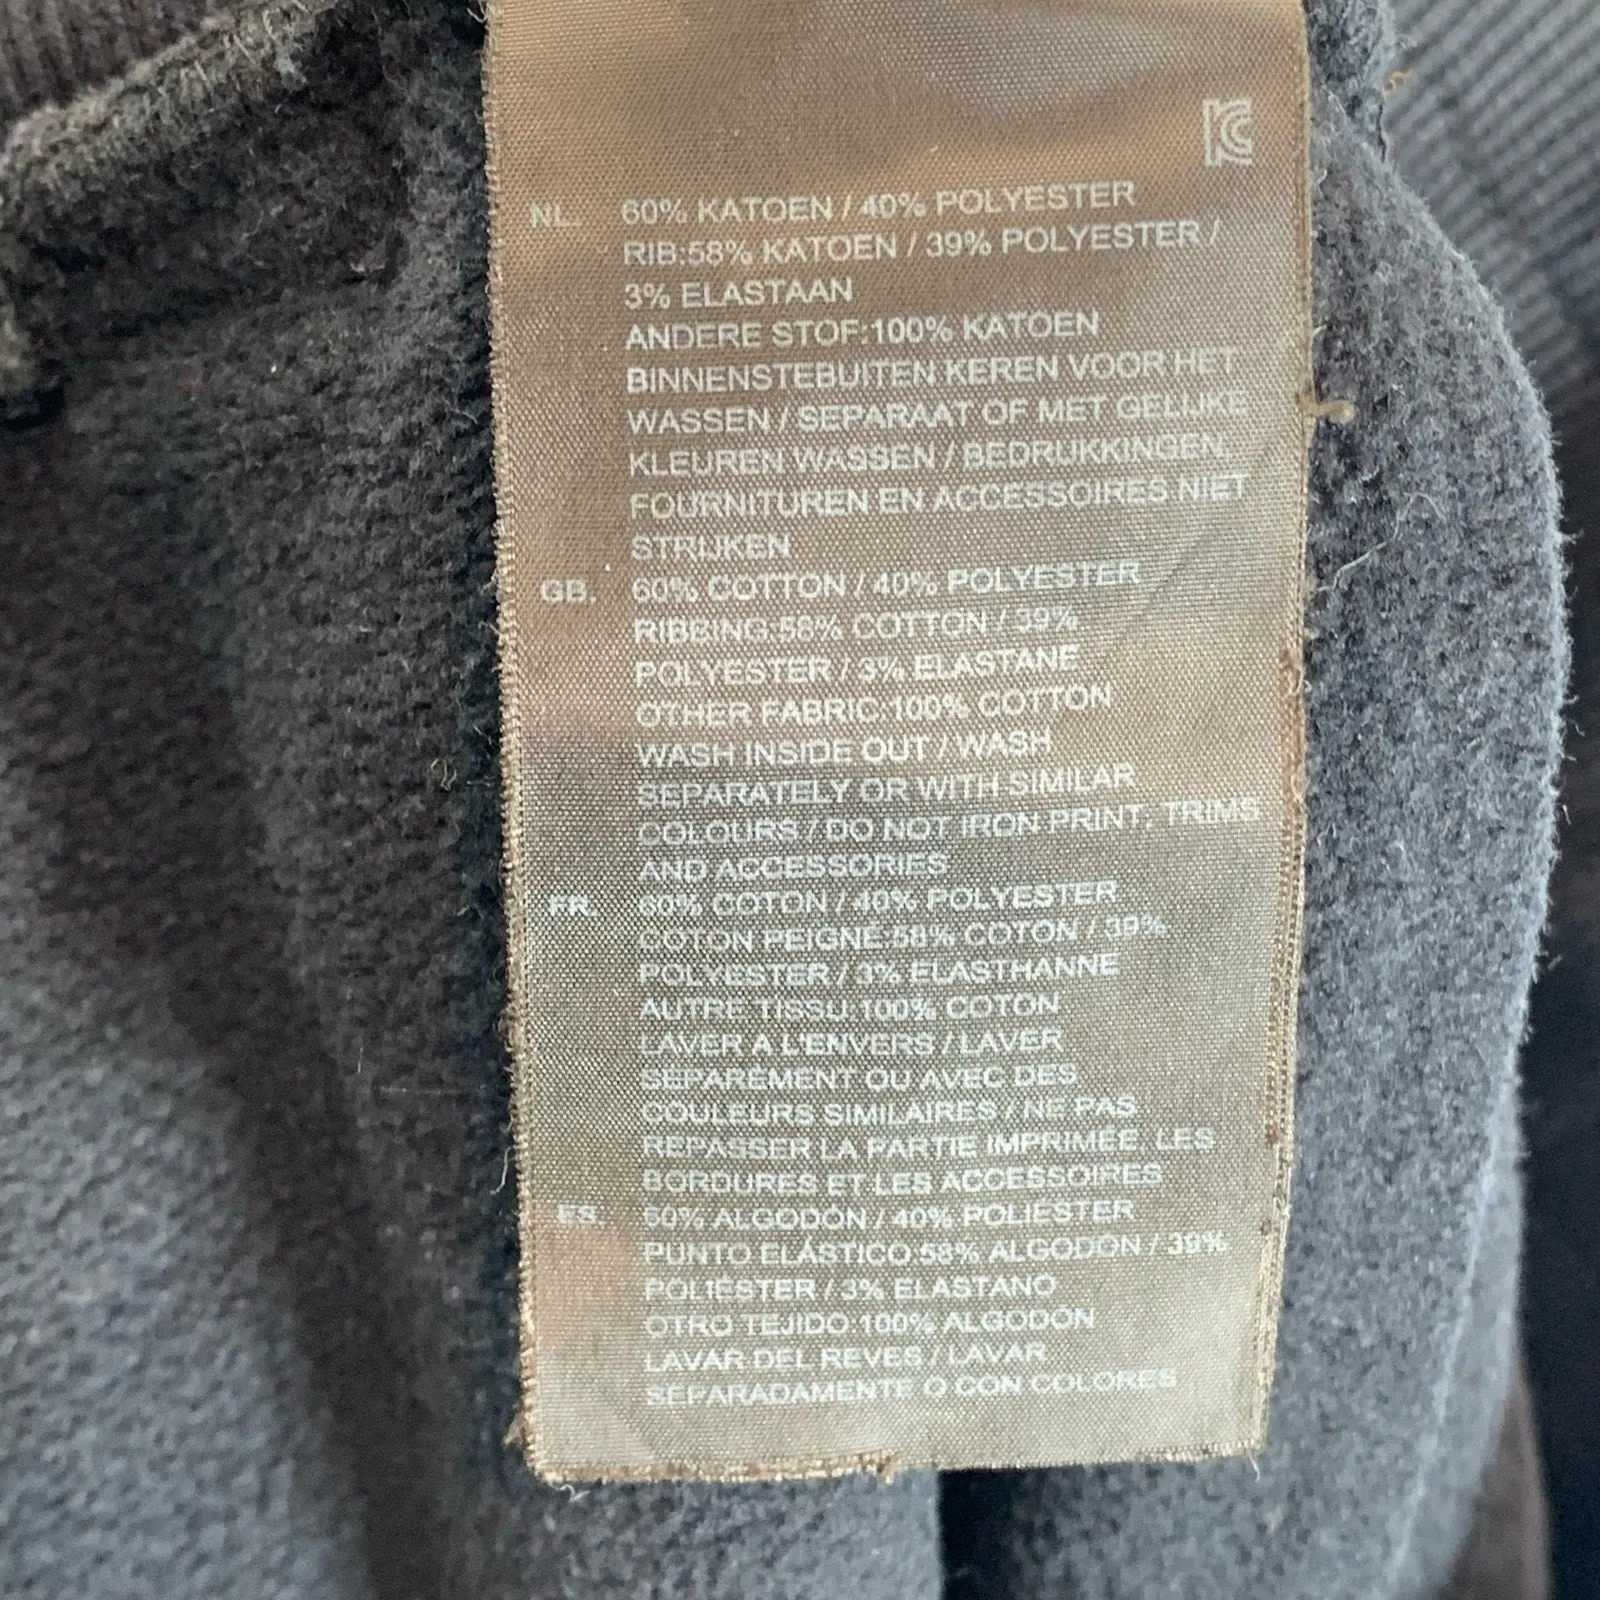 NL. 60% KATOEN / 40% POLYESTER
RIB:58% KATOEN / 39% POLYESTER /
3% ELASTAAN
ANDERE STOF:100% KATOEN
BINNENSTEBUITEN KEREN VOOR HET
WASSEN / SEPARAAT OF MET GELIJKE
KLEUREN WASSEN / BEDRUKKINGEN,
FOURNITUREN EN ACCESSOIRES NIET
STRIJKEN
GB. 60% COTTON / 40% POLYESTER
RIBBING:58% COTTON / 39%
POLYESTER / 3% ELASTANE
OTHER FABRIC:100% COTTON
WASH INSIDE OUT / WASH
SEPARATELY OR WITH SIMILAR
COLOURS / DO NOT IRON PRINT, TRIMS
AND ACCESSORIES
FR. 60% COTON / 40% POLYESTER
COTON PEIGNE:58% COTON / 39%
POLYESTER / 3% ELASTHANNE
AUTRE TISSU:100% COTON
LAVER A L'ENVERS / LAVER
SEPAREMENT OU AVEC DES
COULEURS SIMILAIRES / NE PAS
REPASSER LA PARTIE IMPRIMEE, LES
BORDURES ET LES ACCESSOIRES
ES. 60% ALGODÓN / 40% POLIESTER
PUNTO ELÁSTICO:58% ALGODÓN / 39%
POLIESTER / 3% ELASTANO
OTRO TEJIDO:100% ALGODÓN
LAVAR DEL REVES / LAVAR
SEPARADAMENTE O CON COLORES